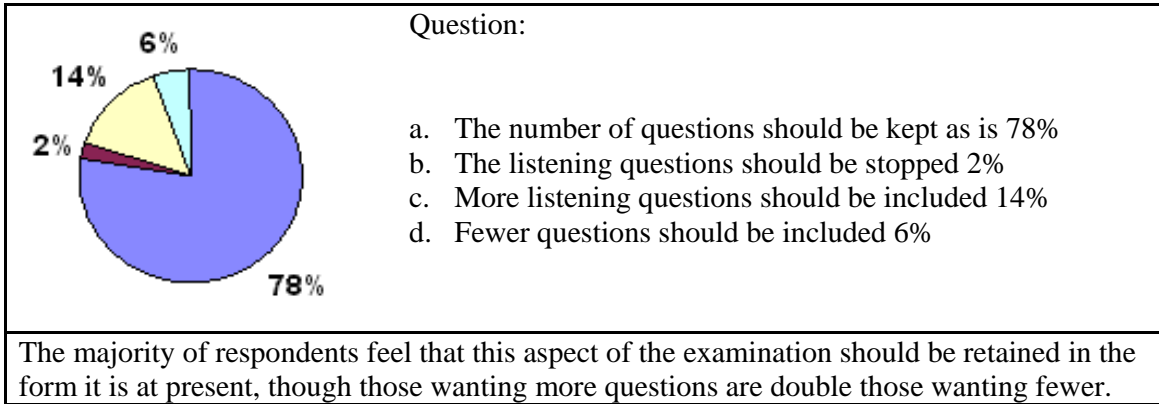 6%
14%
2%
78%
Question:
a. The number of questions should be kept as is 78%
b. The listening questions should be stopped 2%
c. More listening questions should be included 14%
d. Fewer questions should be included 6%
The majority of respondents feel that this aspect of the examination should be retained in the
form it is at present, though those wanting more questions are double those wanting fewer.